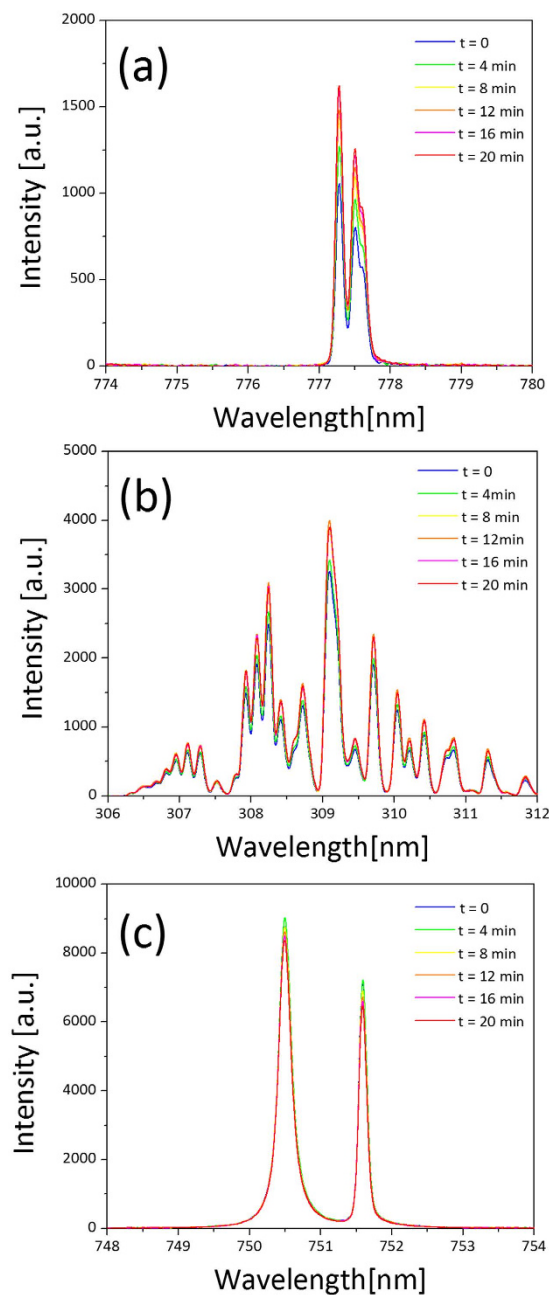 (a)
t = 0
t = 4 min
t = 8 min
t = 12 min
t = 16 min
t = 20 min
2000
1500
1000
500
0
Intensity [a.u.]
774 775 776 777 778 779 780
Wavelength[nm]
(b)
t = 0
t = 4min
t = 8 min
t = 12min
t = 16 min
t = 20 min
5000
4000
3000
2000
1000
0
Intensity [a.u.]
306 307 308 309 310 311 312
Wavelength[nm]
(c)
t = 0
t = 4 min
t = 8 min
t = 12 min
t = 16 min
t = 20 min
10000
8000
6000
4000
2000
0
Intensity [a.u.]
748 749 750 751 752 753 754
Wavelength[nm]